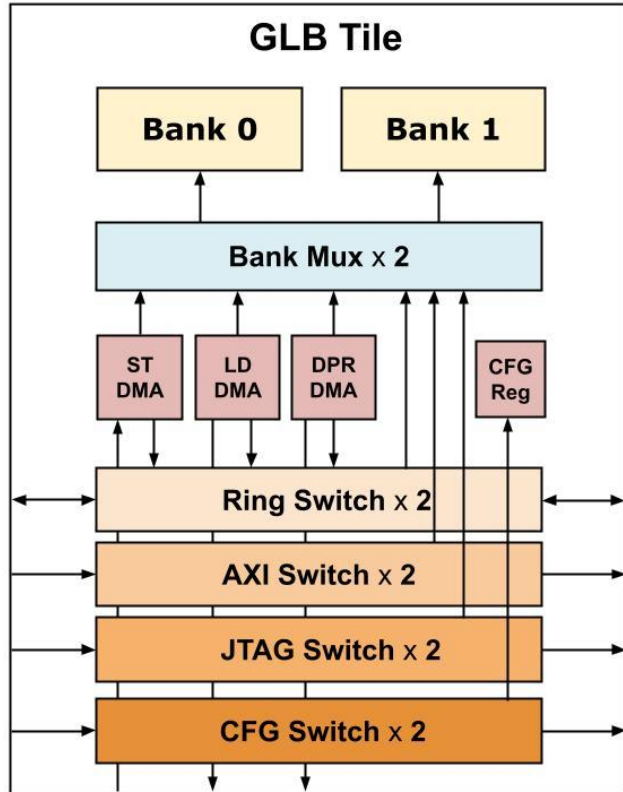 GLB Tile
Bank 0
Bank 1
Bank Mux x 2
ST
DMA
LD
DMA
DPR
DMA
CFG
Reg
Ring Switch x 2
AXI Switch x 2
JTAG Switch x 2
CFG Switch x 2